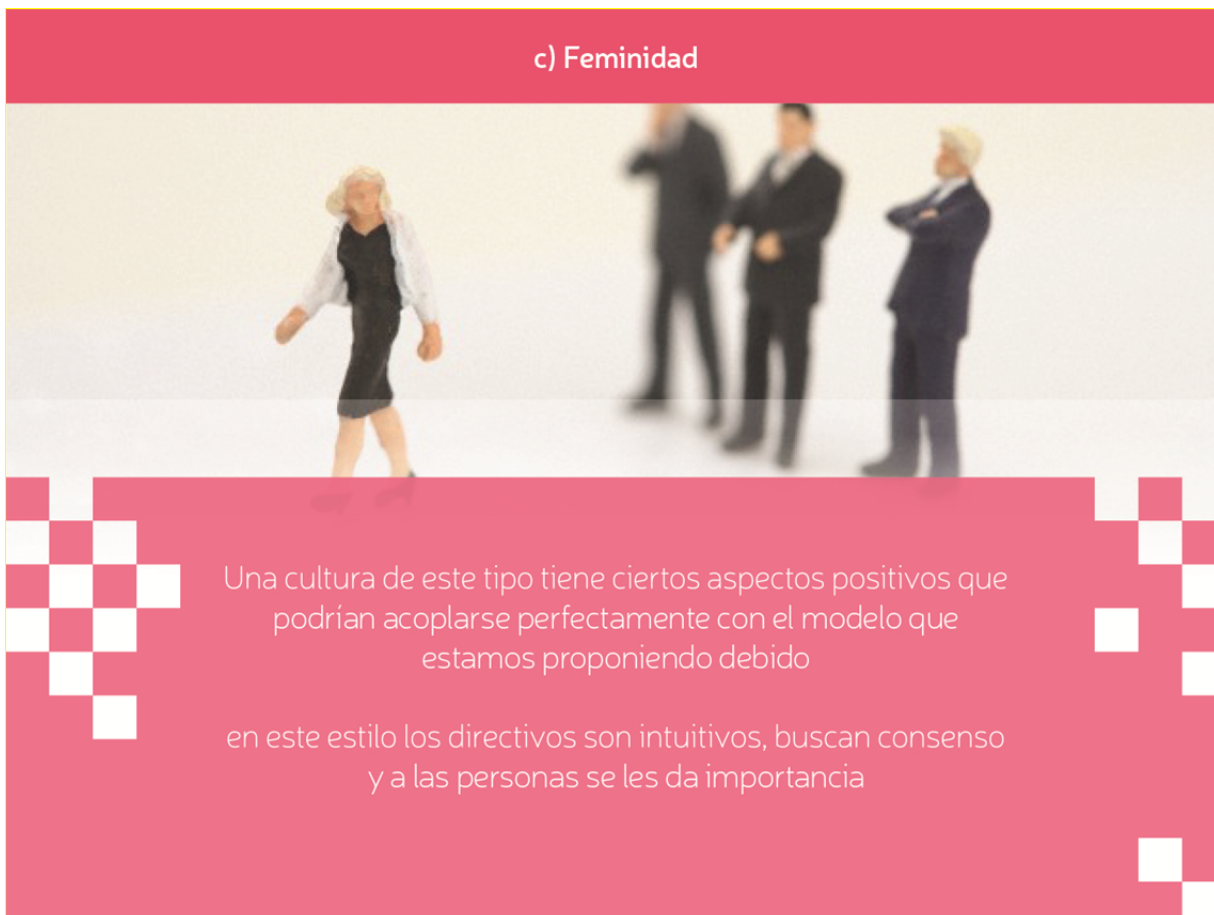 c) Feminidad
Una cultura de este tipo tiene ciertos aspectos positivos que
podrían acoplarse perfectamente con el modelo que
estamos proponiendo debido
en este estilo los directivos son intuitivos, buscan consenso
y a las personas se les da importancia